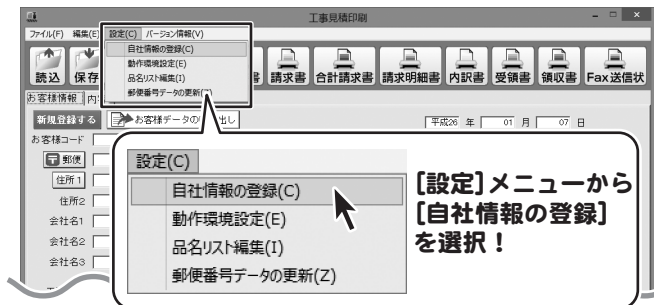 工事見積印刷
ファイル(F) 編集(E) 設定(C) バージョン情報(V)
自社情報の登録(C)
動作環境設定(E)
品名リスト編集(I)
郵便番号データの更新
読込 保存 請求書 合計請求書 請求明細書 内訳書 受領書 領収書 Fax送信状
お客様情報 内
新規登録する お客様データの 出し
平成26 年 01 月 07 日
お客様コード
郵便
住所1
住所2
会社名1
会社名2
会社名3
設定(C)
自社情報の登録(C)
動作環境設定(E)
品名リスト編集(I)
郵便番号データの更新(Z)
[設定]メニューから
[自社情報の登録]
を選択！